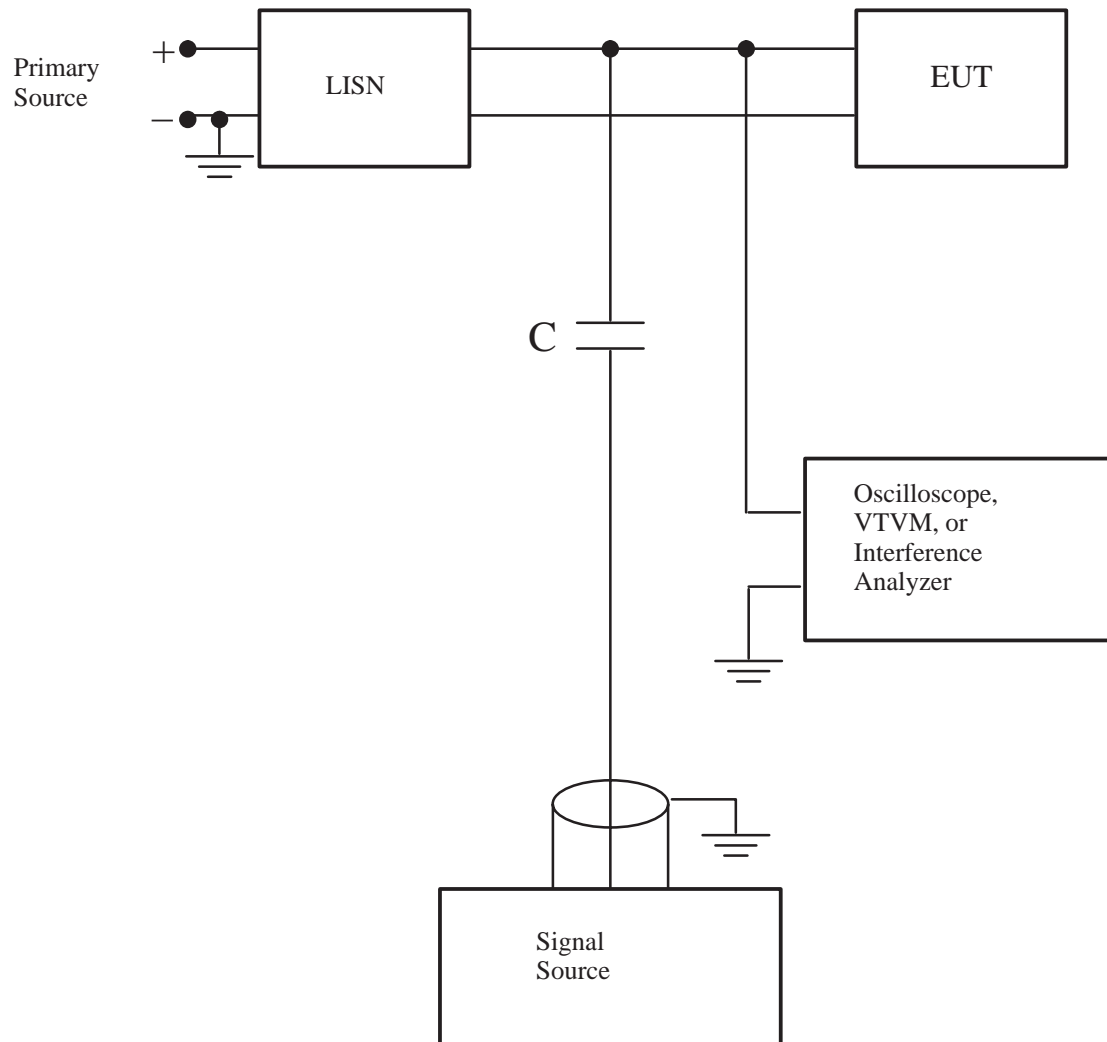 Primary
Source
+
−
LISN
EUT
C
Oscilloscope,
VTVM, or
Interference
Analyzer
Signal
Source